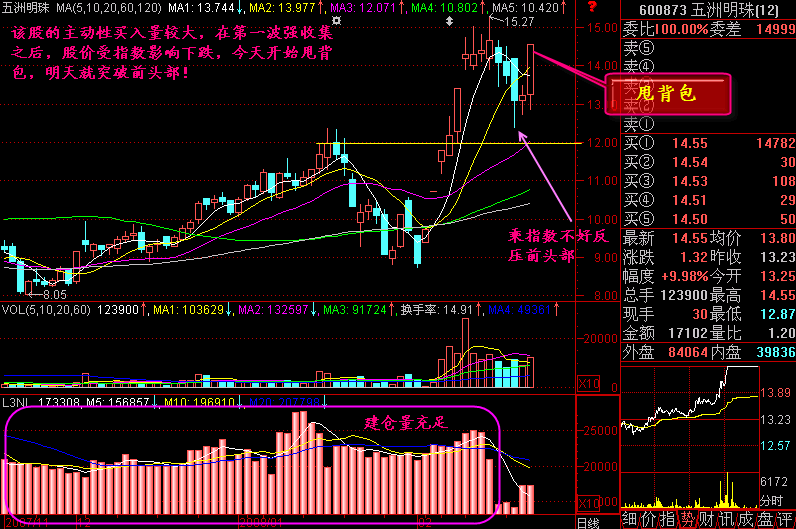 五洲明珠 MA(5,10,20,60,120) MA1: 13.744↓, MA2: 13.977↑, MA3: 12.071↑, MA4: 10.802↑, MA5: 10.420↑
?
600873 五洲明珠[12]
委比100.00% 委差 14999
卖⑤
卖④
卖①
买① 14.55 14782
买② 14.54 30
买③ 14.53 108
买④ 14.51 29
买⑤ 14.50 50
最新 14.55 均价 13.80
涨跌 1.32 昨收 13.23
幅度 +9.98% 今开 13.25
总手 123900 最高 14.55
现手 30 最低 12.87
金额 17102 量比 1.20
外盘 84064 内盘 39836
该股的主动性买入量较大，在第一波强收集
之后，股价受指数影响下跌，今天开始甩背
包，明天就突破前头部！
15.27
甩背包
15.00
14.00
13.00
12.00
11.00
10.00
9.00
8.00
乘指数不好反
压前头部
8.05
VOL(5,10,20,60) 123900↑, MA1: 103629↓, MA2: 132597↓, MA3: 91724↑, 换手率: 14.91↑, MA4: 49361↑
20000
X10
L3NL 173308, M5: 156857↓, M10: 196910↓, M20: 207738↓
建仓量充足
25000
20000
X10
2007/11 12 2008/01 02 日线
13.89
13.23
12.57
6172
分时
细价指势财讯成盘评